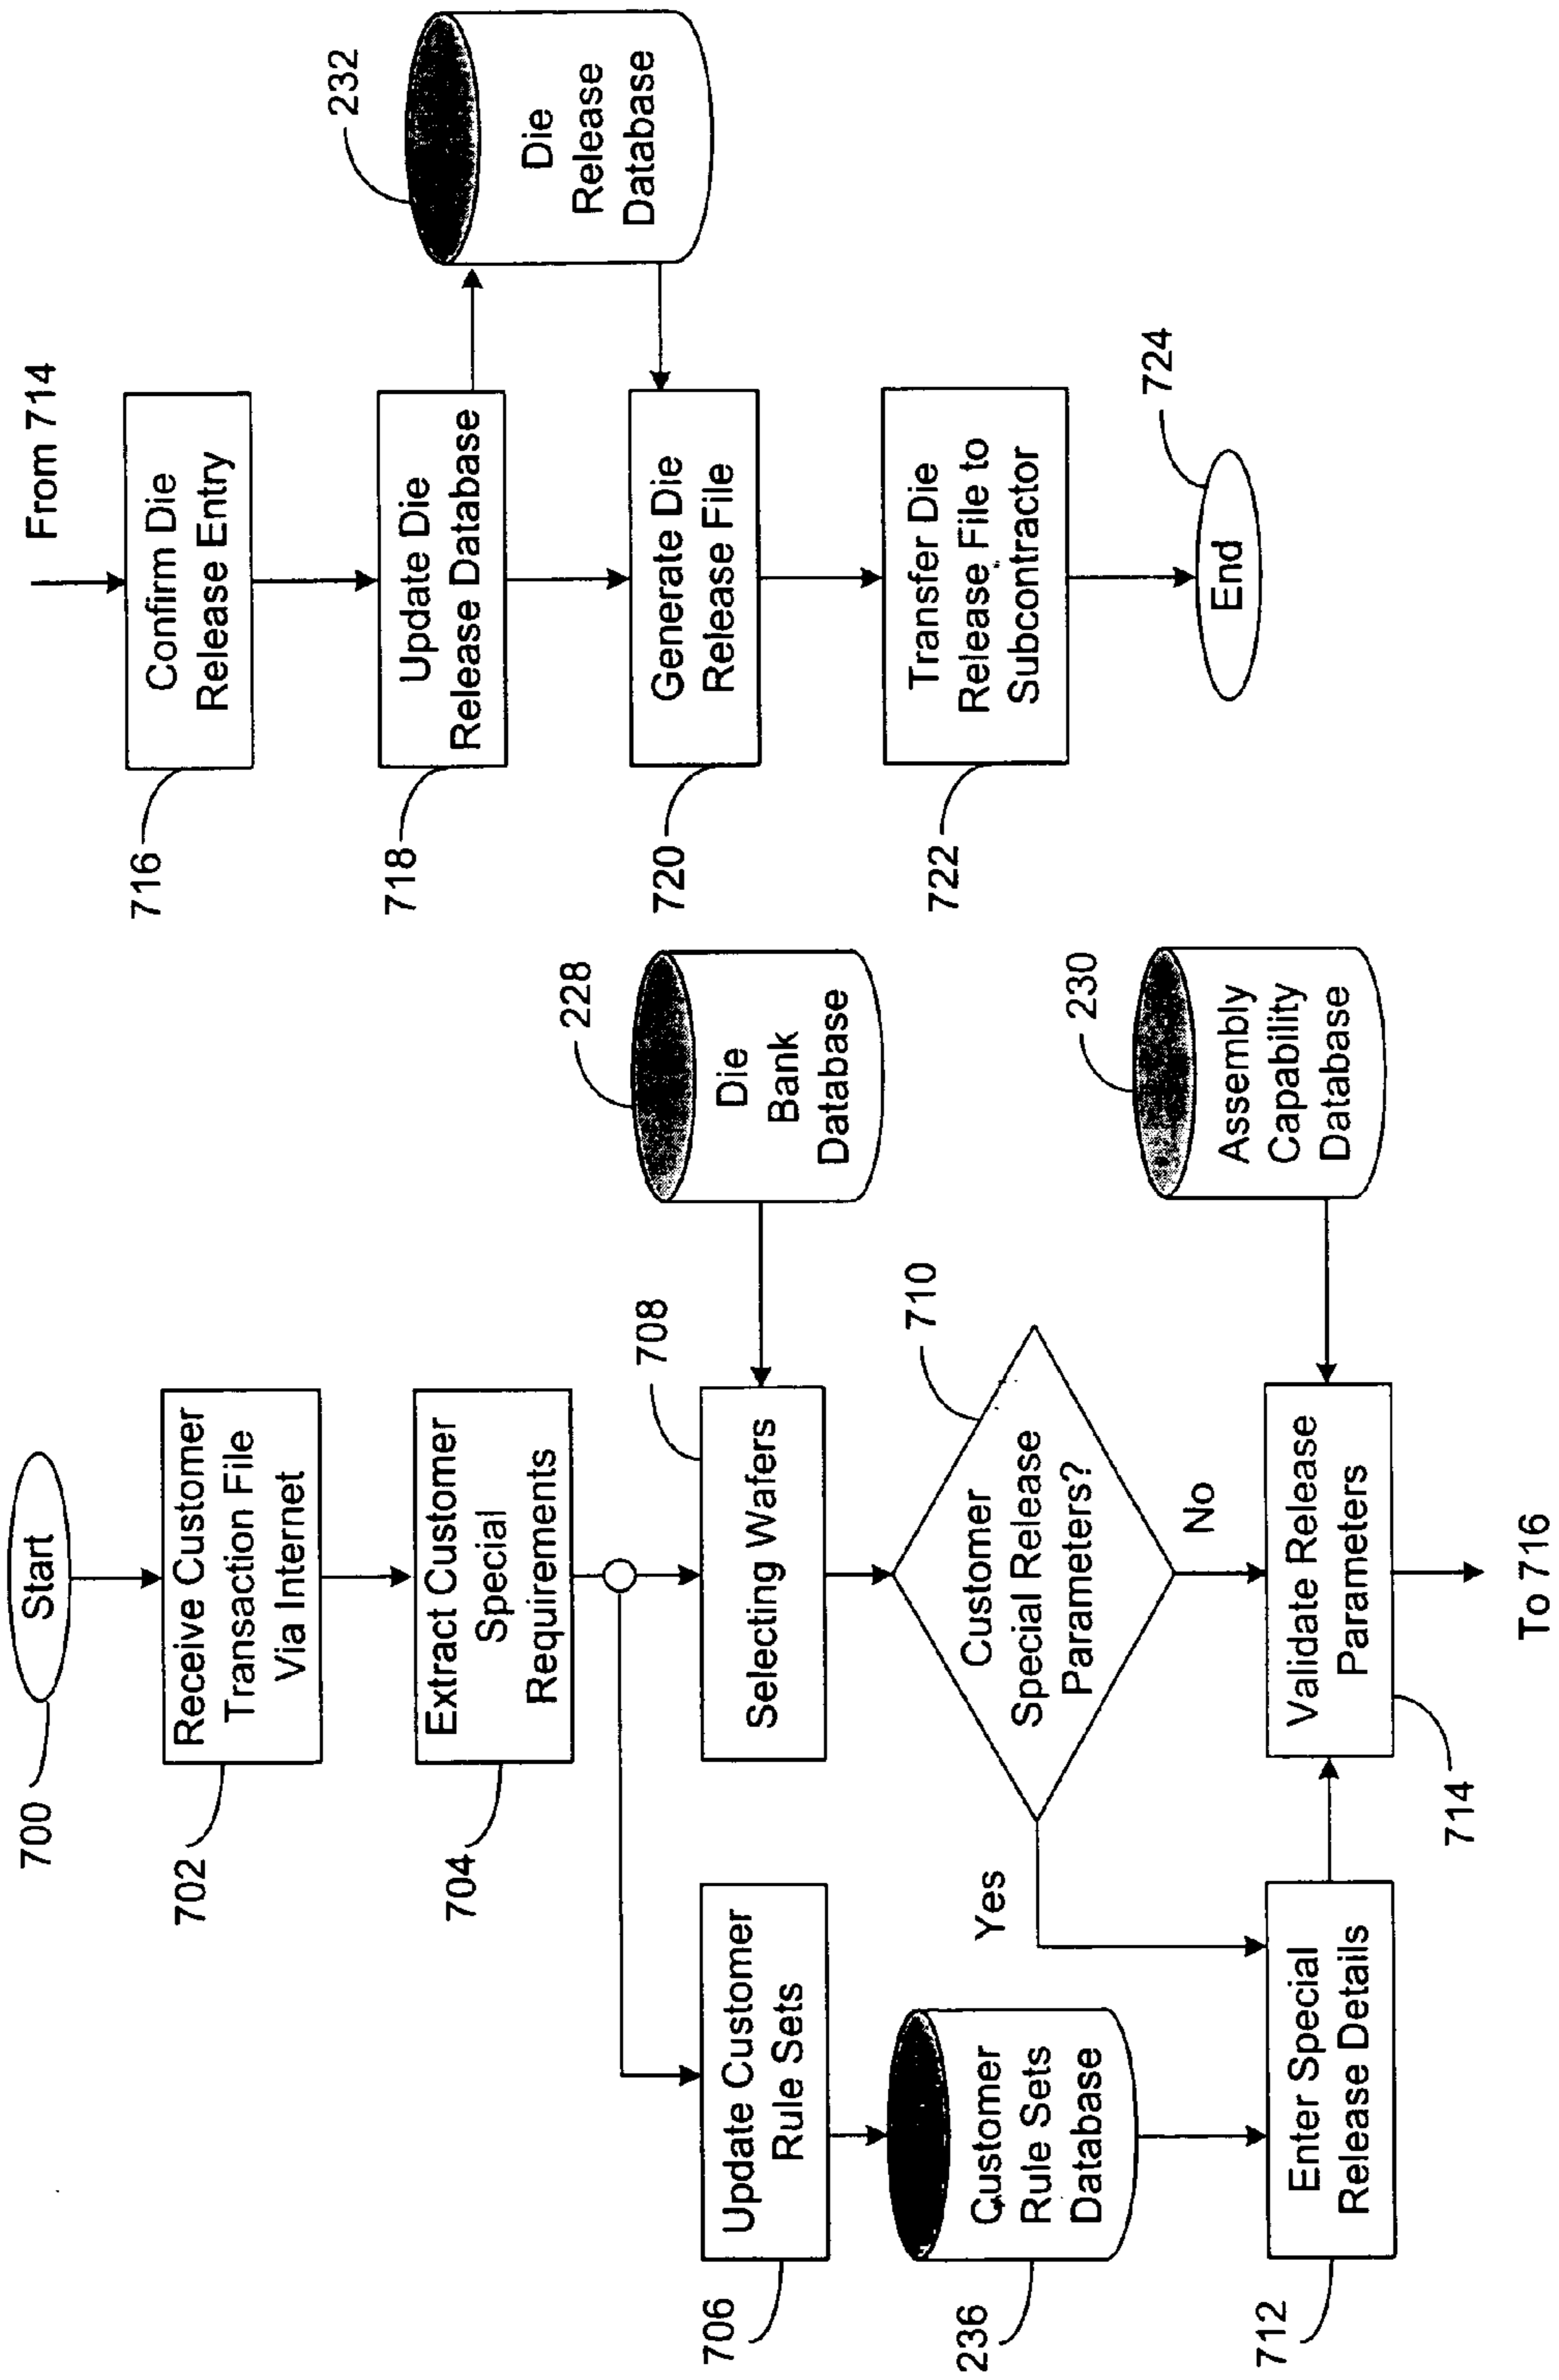 700
Start
702
Receive Customer
Transaction File
Via Internet
704
Extract Customer
Special
Requirements
706
Update Customer
Rule Sets
708
Selecting Wafers
228
Die
Bank
Database
236
Customer
Rule Sets
Database
710
Customer
Special Release
Parameters?
Yes
No
712
Enter Special
Release Details
714
Validate Release
Parameters
230
Assembly
Capability
Database
To 716
From 714
716
Confirm Die
Release Entry
718
Update Die
Release Database
232
Die
Release
Database
720
Generate Die
Release File
722
Transfer Die
Release File to
Subcontractor
724
End